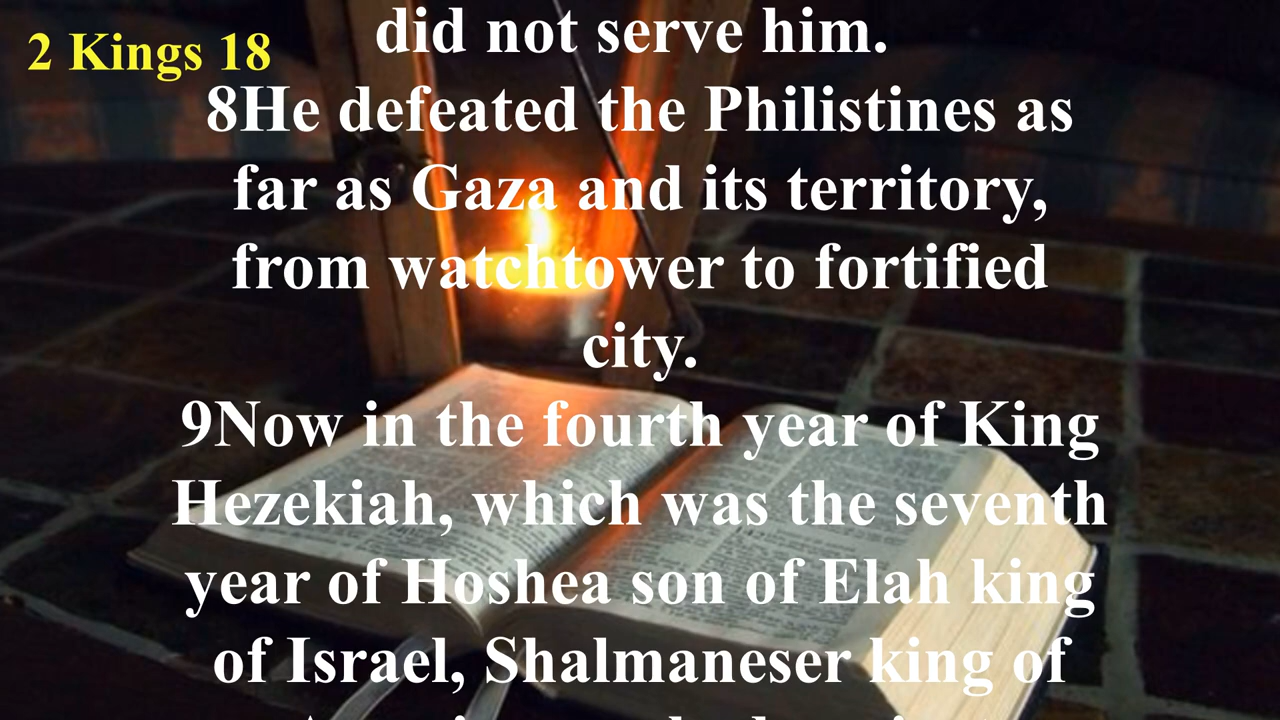 did not serve him.
2 Kings 18
8He defeated the Philistines as
far as Gaza and its territory,
from watchtower to fortified
city.
9Now in the fourth year of King
Hezekiah, which was the seventh
year of Hoshea son of Elah king
of Israel, Shalmaneser king of